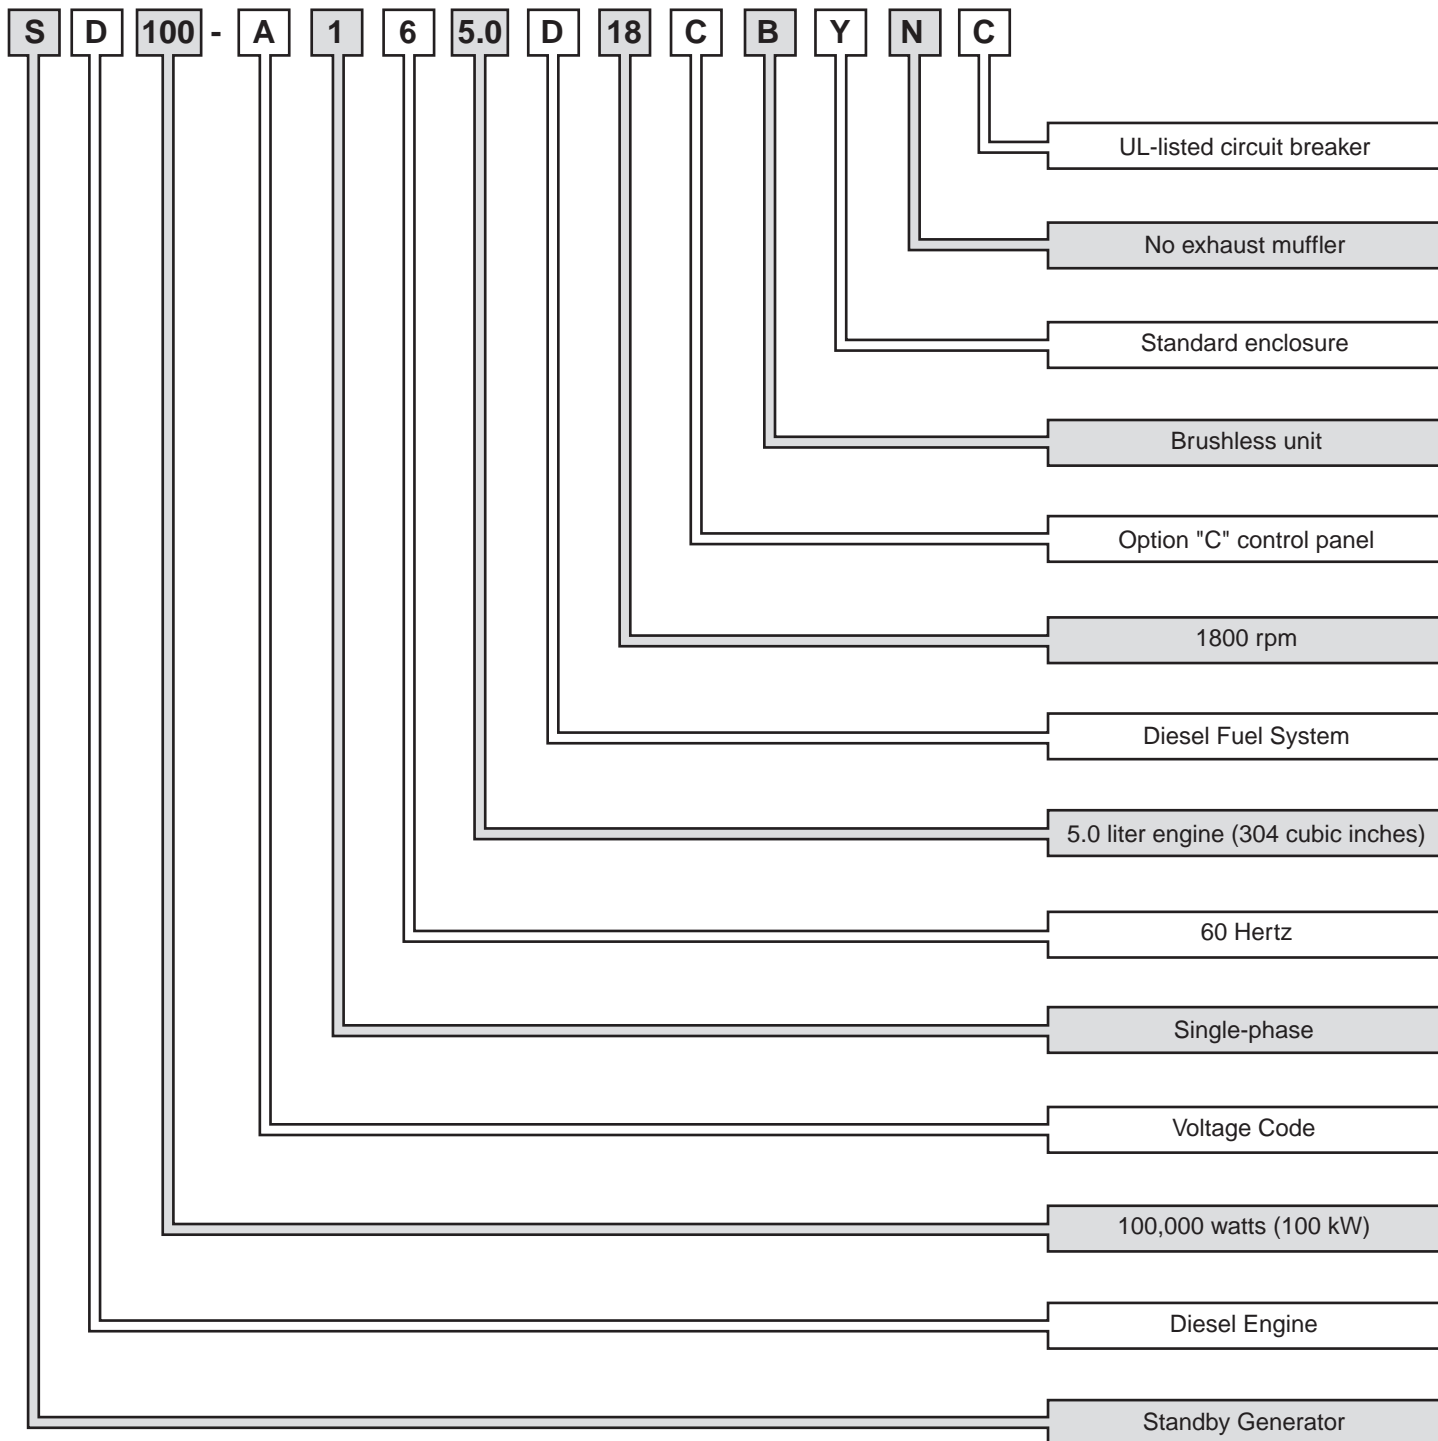 S D 100 - A 1 6 5.0 D 18 C B Y N C
UL-listed circuit breaker
No exhaust muffler
Standard enclosure
Brushless unit
Option "C" control panel
1800 rpm
Diesel Fuel System
5.0 liter engine (304 cubic inches)
60 Hertz
Single-phase
Voltage Code
100,000 watts (100 kW)
Diesel Engine
Standby Generator